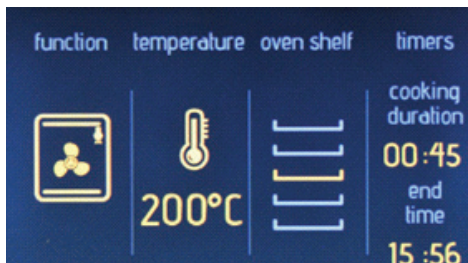 function temperature oven shelf timers
cooking
duration
00:45
200°C
end
time
15:56